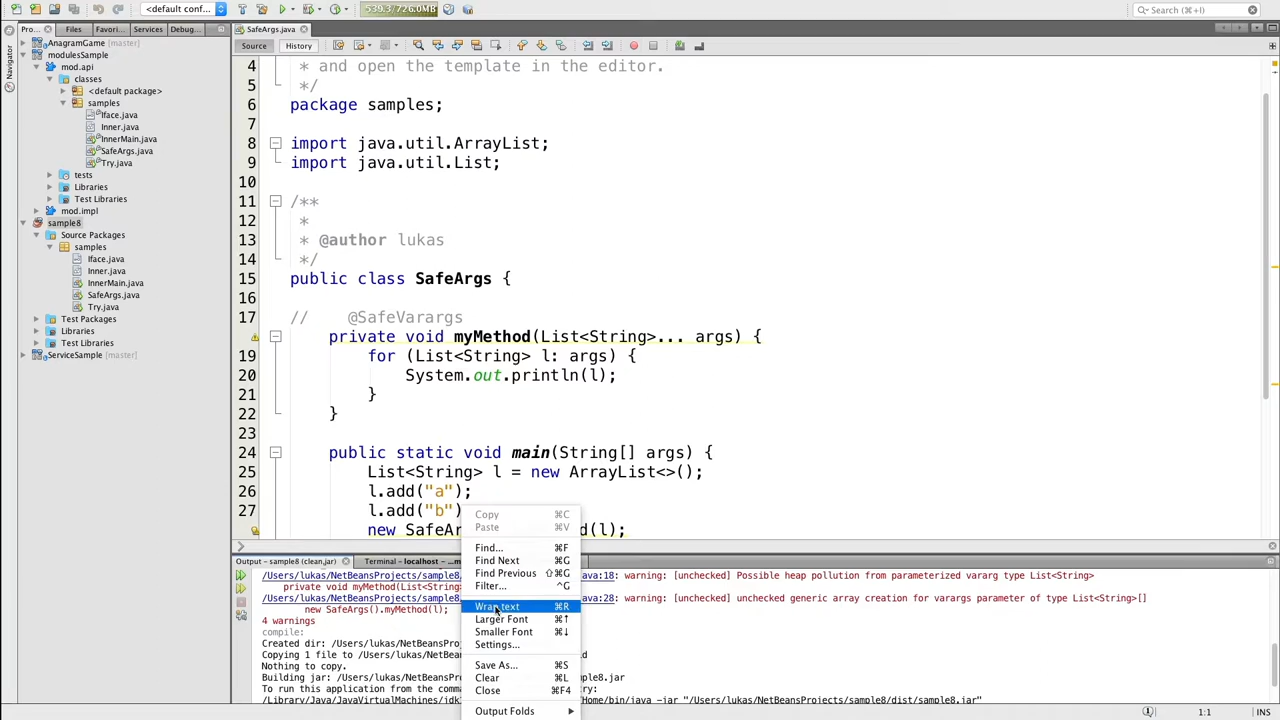 <default conf...
539.3/726.0MB
Search (⌘+I)
Pro... Files Favori... Services Debug...
SafeArgs.java
Navigator
Source History
AnagramGame [master]
modulesSample
mod.api
classes
<default package>
samples
Iface.java
Inner.java
InnerMain.java
SafeArgs.java
Try.java
tests
Libraries
Test Libraries
mod.impl
sample8
Source Packages
samples
Iface.java
Inner.java
InnerMain.java
SafeArgs.java
Try.java
Test Packages
Libraries
Test Libraries
ServiceSample [master]
4 * and open the template in the editor.
5 */
6 package samples;
7
8 import java.util.ArrayList;
9 import java.util.List;
10
11 /**
12 *
13 * @author lukas
14 */
15 public class SafeArgs {
16
17 // @SafeVarargs
private void myMethod(List<String>... args) {
19 for (List<String> l: args) {
20 System.out.println(l);
21 }
22 }
23
24 public static void main(String[] args) {
25 List<String> l = new ArrayList<>();
26 l.add("a");
27 l.add("b")
new SafeAr d(l);
Copy ⌘C
Paste ⌘V
Find... ⌘F
Find Next ⌘G
Find Previous ⇧⌘G
Filter... ^G
Wrap text ⌘R
Larger Font ⌘↑
Smaller Font ⌘↓
Settings...
Save As... ⌘S
Clear ⌘L
Close ⌘F4
Output Folds
Output - sample8 (clean,jar) Terminal - localhost - ...m
/Users/lukas/NetBeansProjects/sample8 ava:18: warning: [unchecked] Possible heap pollution from parameterized vararg type List<String>
private void myMethod(List<String
/Users/lukas/NetBeansProjects/sample8 ava:28: warning: [unchecked] unchecked generic array creation for varargs parameter of type List<String>[]
new SafeArgs().myMethod(l);
4 warnings
compile:
Created dir: /Users/lukas/NetBeansPro
Copying 1 file to /Users/lukas/NetBea ld
Nothing to copy.
Building jar: /Users/lukas/NetBeansPr ple8.jar
To run this application from the comma try:
/Library/Java/JavaVirtualMachines/jdk Home/bin/java -jar "/Users/lukas/NetBeansProjects/sample8/dist/sample8.jar"
1:1 INS